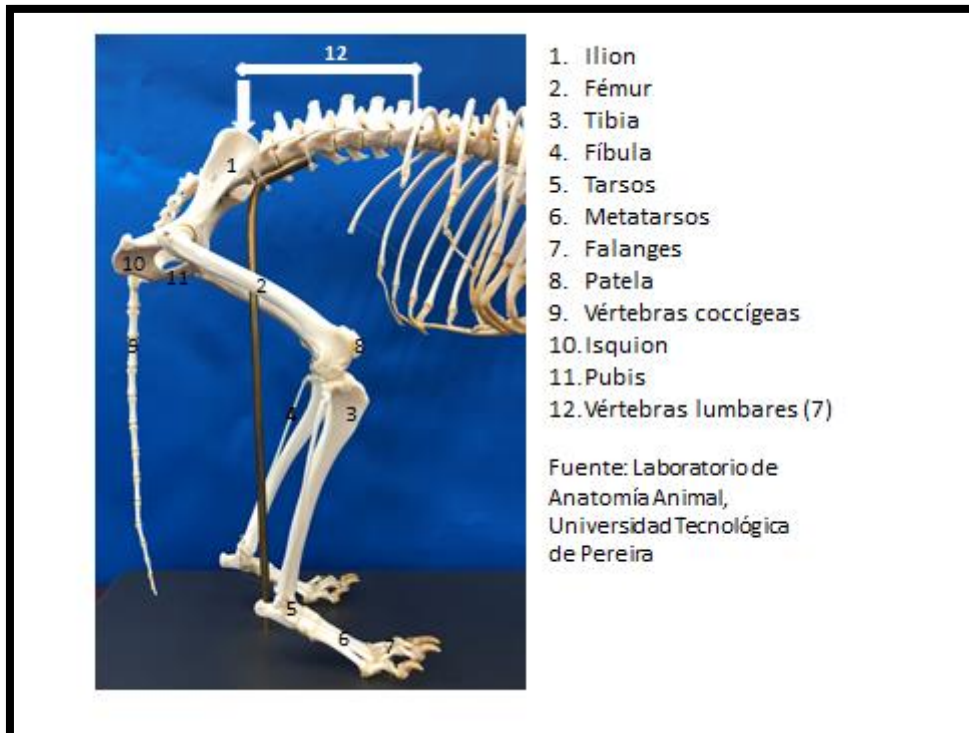 12
1
10
11
2
9
8
4
3
5
6
7
1. Ilion
2. Fémur
3. Tibia
4. Fíbula
5. Tarsos
6. Metatarsos
7. Falanges
8. Patela
9. Vértebras coccígeas
10. Isquion
11. Pubis
12. Vértebras lumbares (7)
Fuente: Laboratorio de
Anatomía Animal,
Universidad Tecnológica
de Pereira